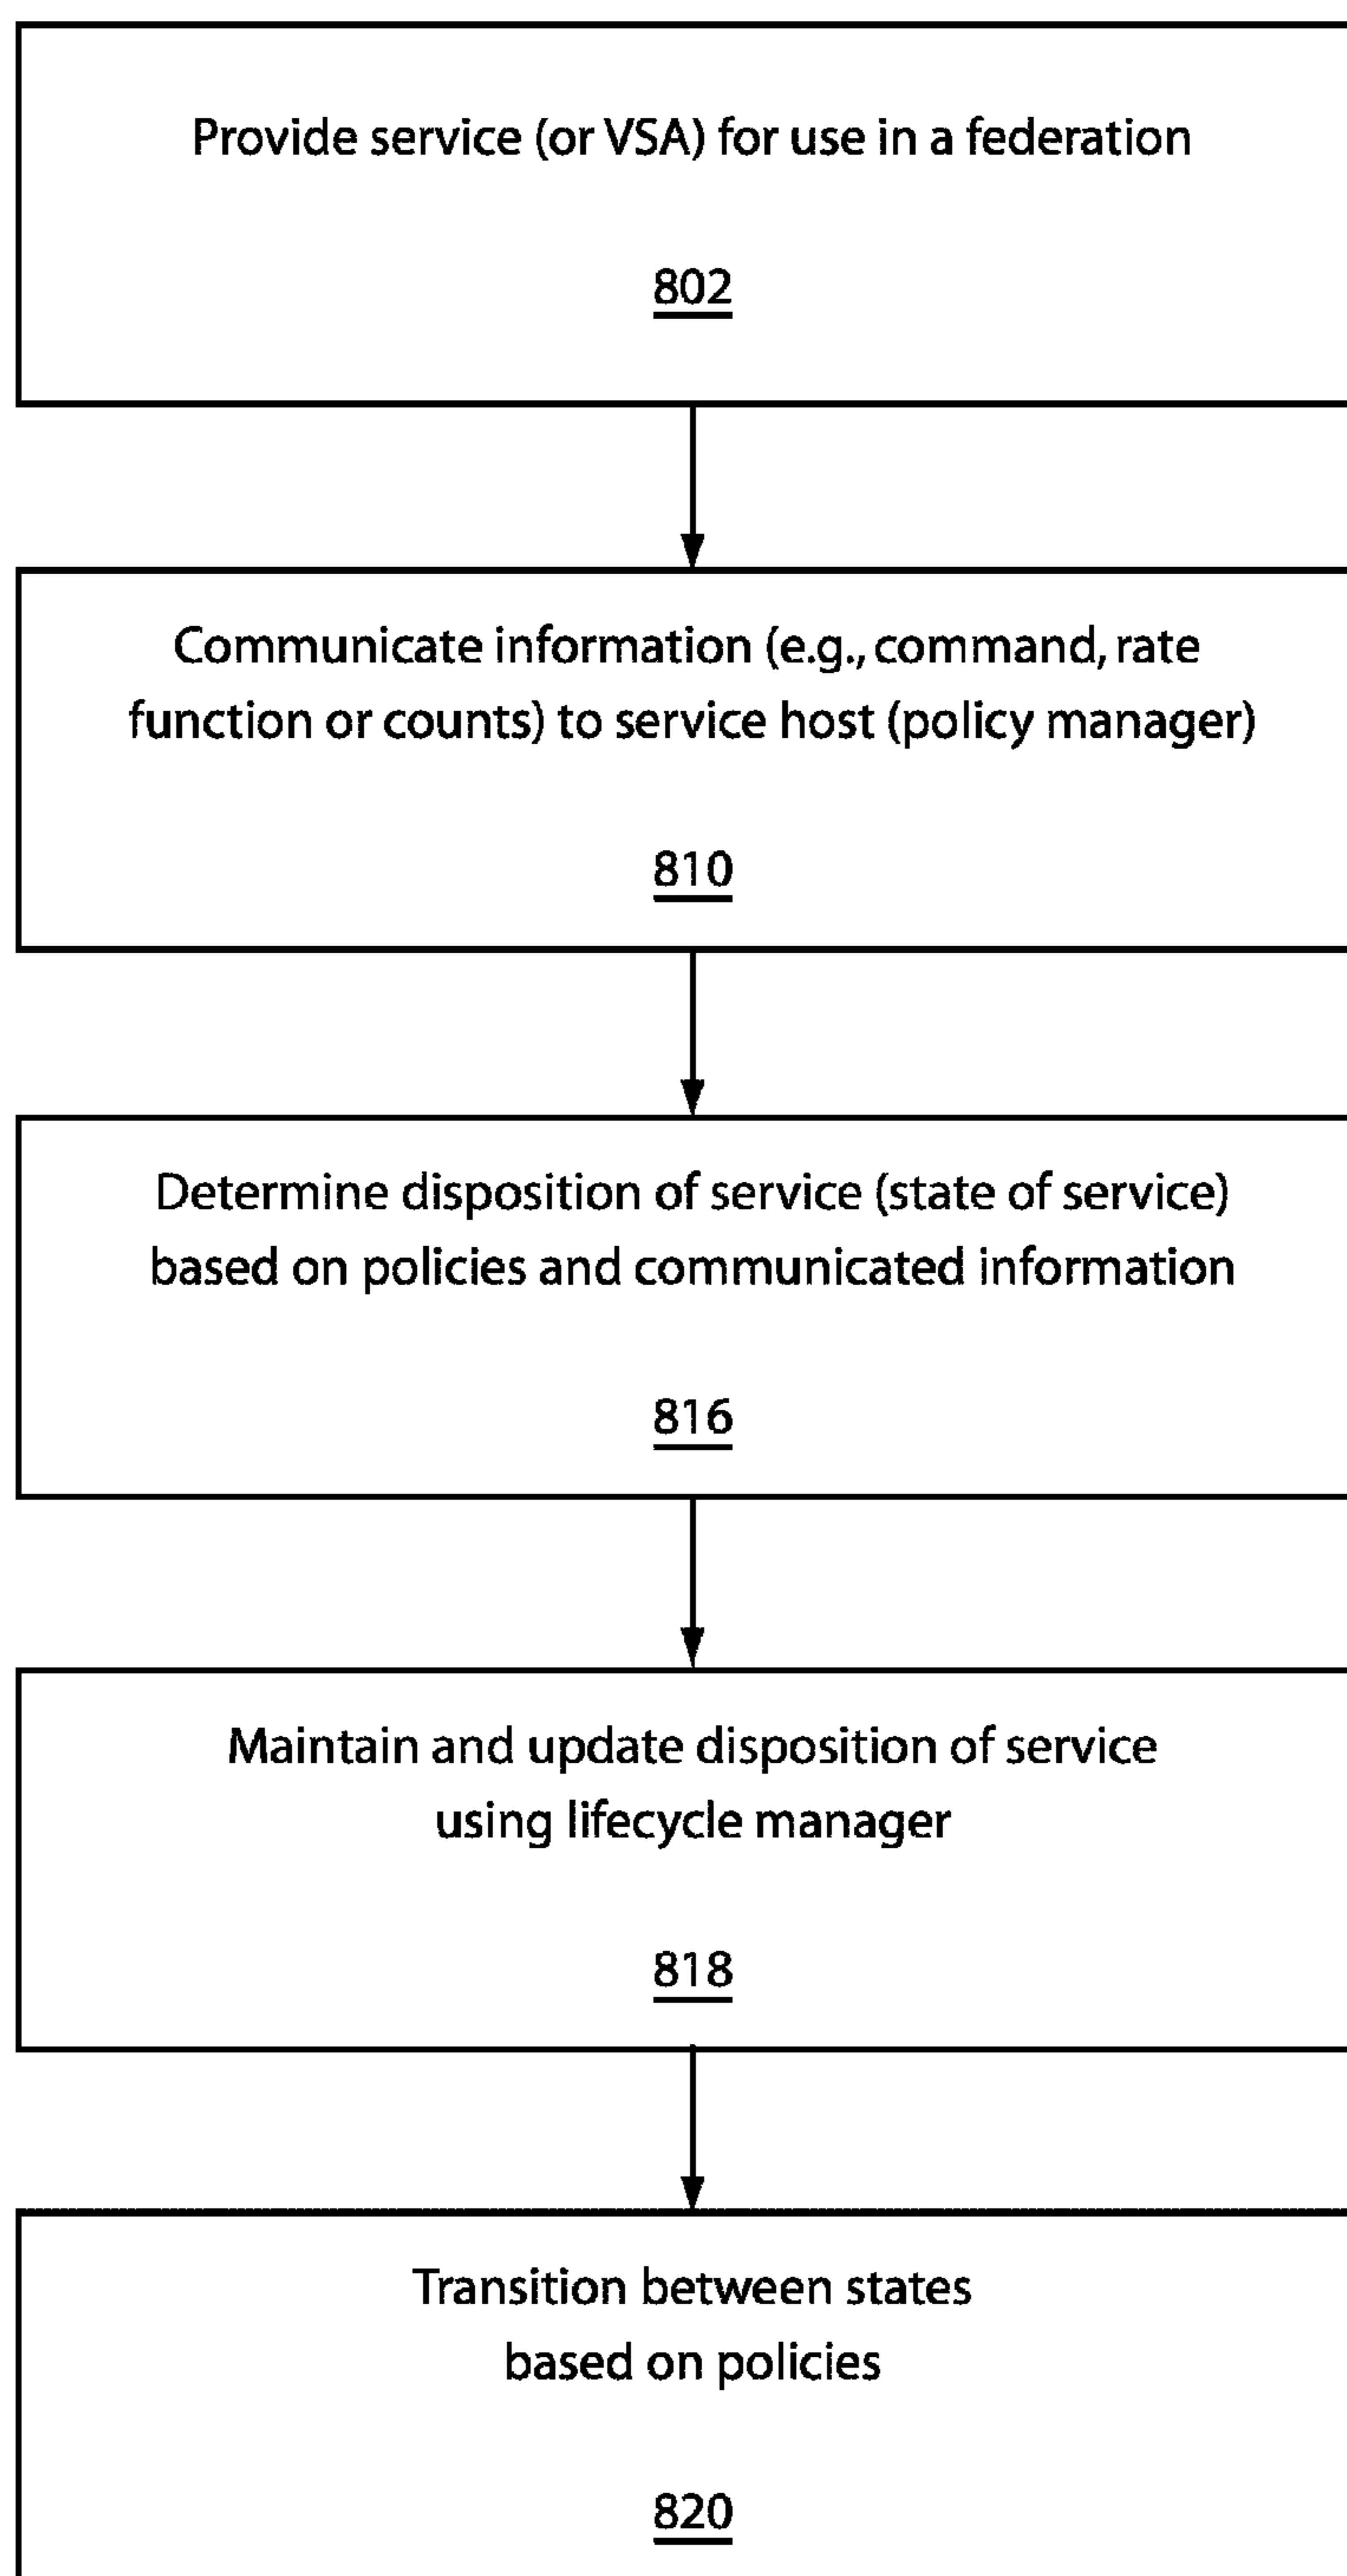 Provide service (or VSA) for use in a federation
802
Communicate information (e.g., command, rate
function or counts) to service host (policy manager)
810
Determine disposition of service (state of service)
based on policies and communicated information
816
Maintain and update disposition of service
using lifecycle manager
818
Transition between states
based on policies
820